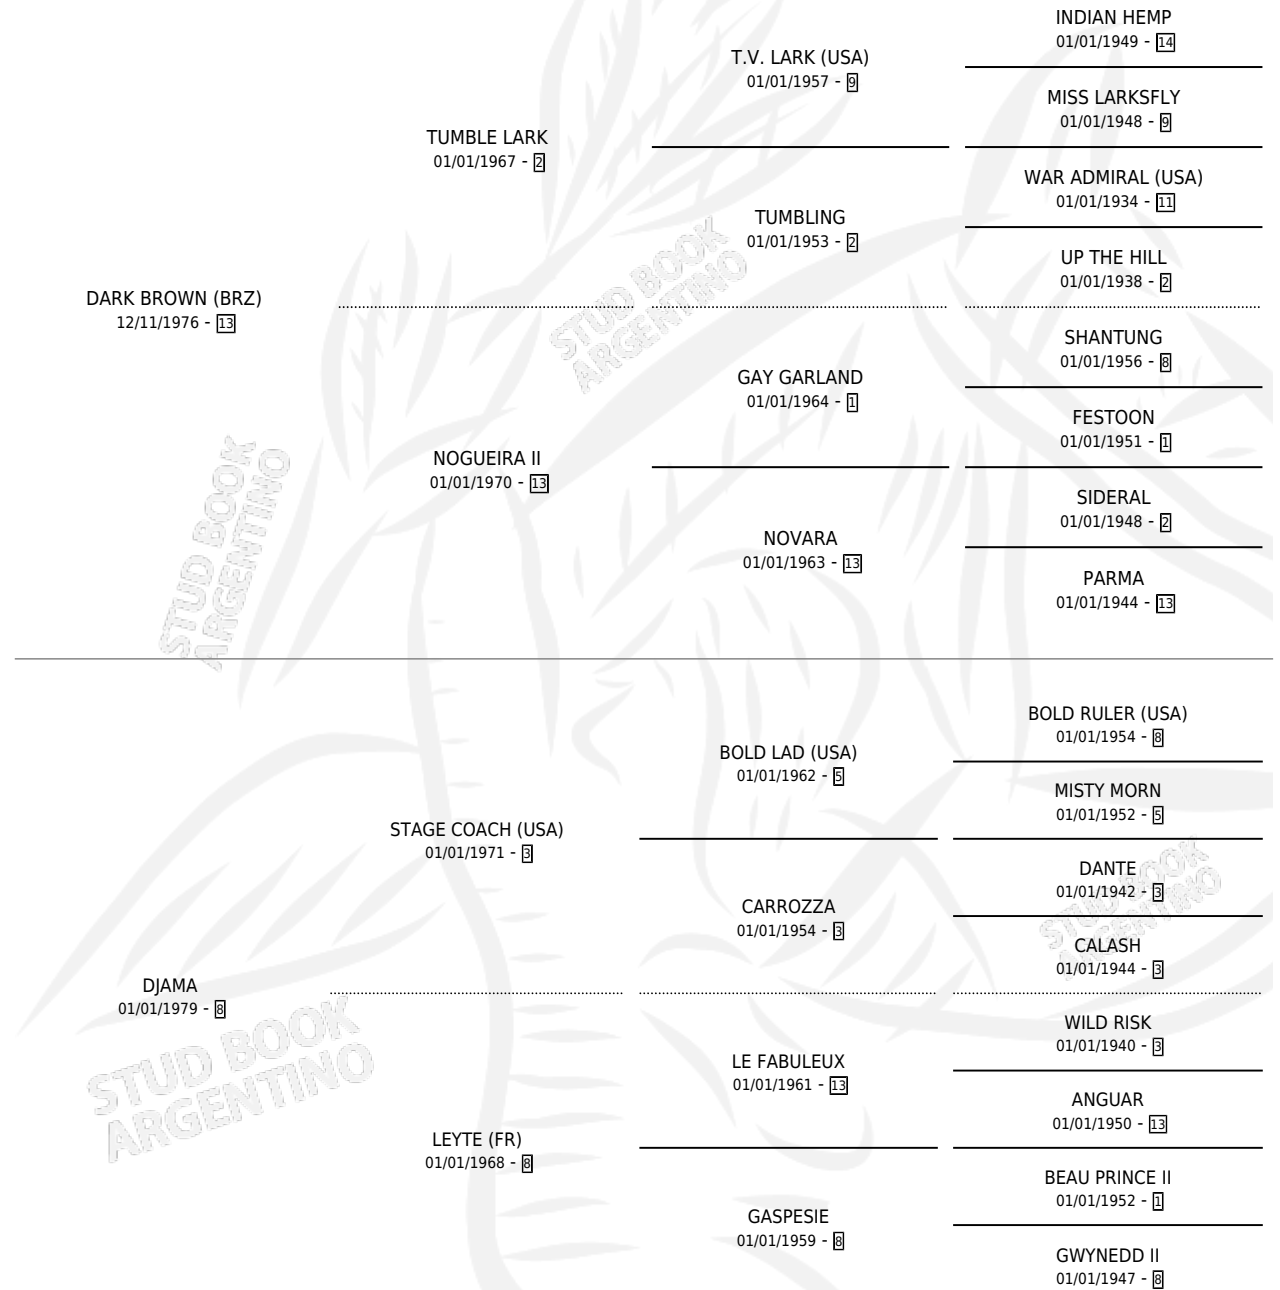 INDIAN HEMP
01/01/1949 - 14
T.V. LARK (USA)
01/01/1957 - 9
MISS LARKSFLY
01/01/1948 - 9
TUMBLE LARK
01/01/1967 - 2
WAR ADMIRAL (USA)
01/01/1934 - 11
TUMBLING
01/01/1953 - 2
UP THE HILL
01/01/1938 - 2
DARK BROWN (BRZ)
12/11/1976 - 13
SHANTUNG
01/01/1956 - 8
GAY GARLAND
01/01/1964 - 1
FESTOON
01/01/1951 - 1
NOGUEIRA II
01/01/1970 - 13
SIDERAL
01/01/1948 - 2
NOVARA
01/01/1963 - 13
PARMA
01/01/1944 - 13
BOLD RULER (USA)
01/01/1954 - 8
BOLD LAD (USA)
01/01/1962 - 5
MISTY MORN
01/01/1952 - 5
STAGE COACH (USA)
01/01/1971 - 3
DANTE
01/01/1942 - 3
CARROZZA
01/01/1954 - 3
CALASH
01/01/1944 - 3
DJAMA
01/01/1979 - 8
WILD RISK
01/01/1940 - 3
LE FABULEUX
01/01/1961 - 13
ANGUAR
01/01/1950 - 13
LEYTE (FR)
01/01/1968 - 8
BEAU PRINCE II
01/01/1952 - 1
GASPESIE
01/01/1959 - 8
GWYNEDD II
01/01/1947 - 8
STUD BOOK
ARGENTINO
STUD BOOK
ARGENTINO
STUD BOOK
ARGENTINO
STUD BOOK
ARGENTINO